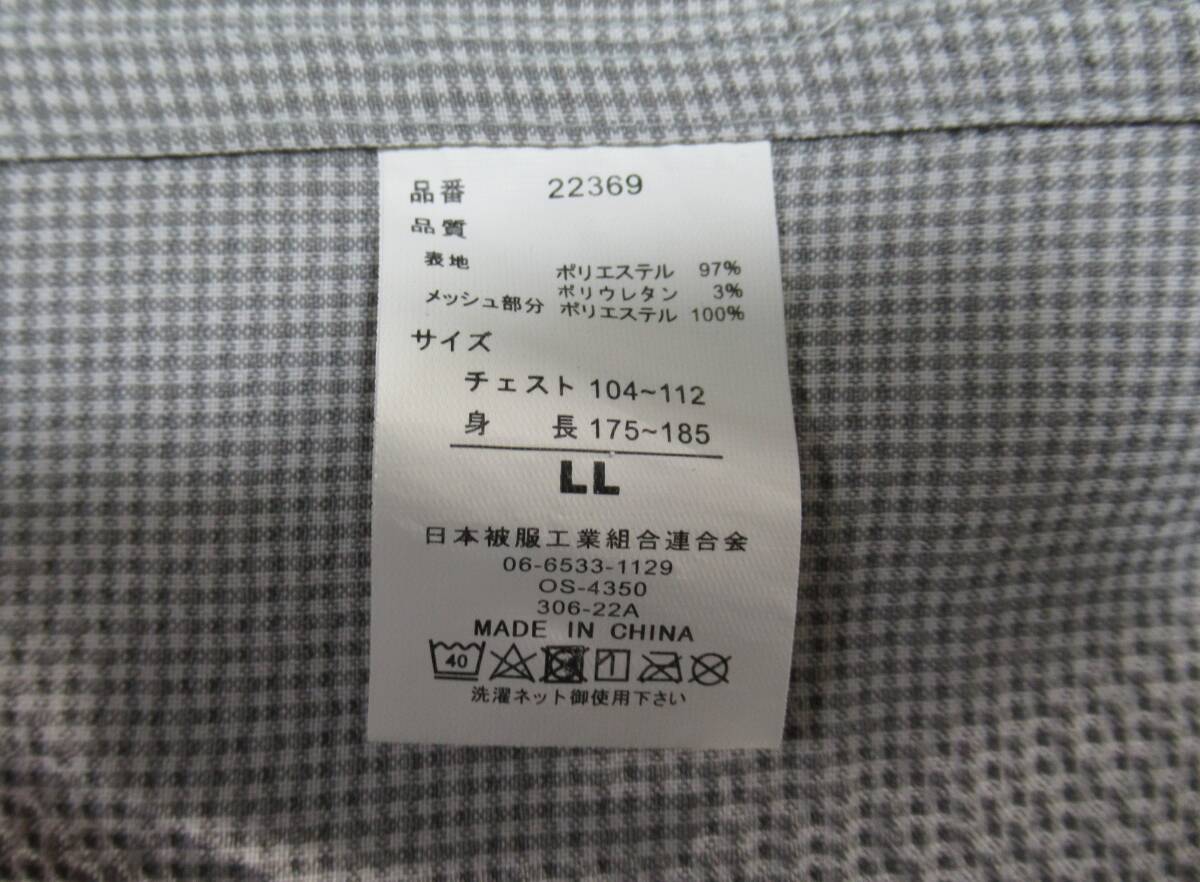 品番 22369
品質
表地 ポリエステル 97%
ポリウレタン 3%
メッシュ部分 ポリエステル 100%
サイズ
チェスト 104~112
身 長 175~185
LL
日本被服工業組合連合会
06-6533-1129
OS-4350
306-22A
MADE IN CHINA
40
洗濯ネット御使用下さい